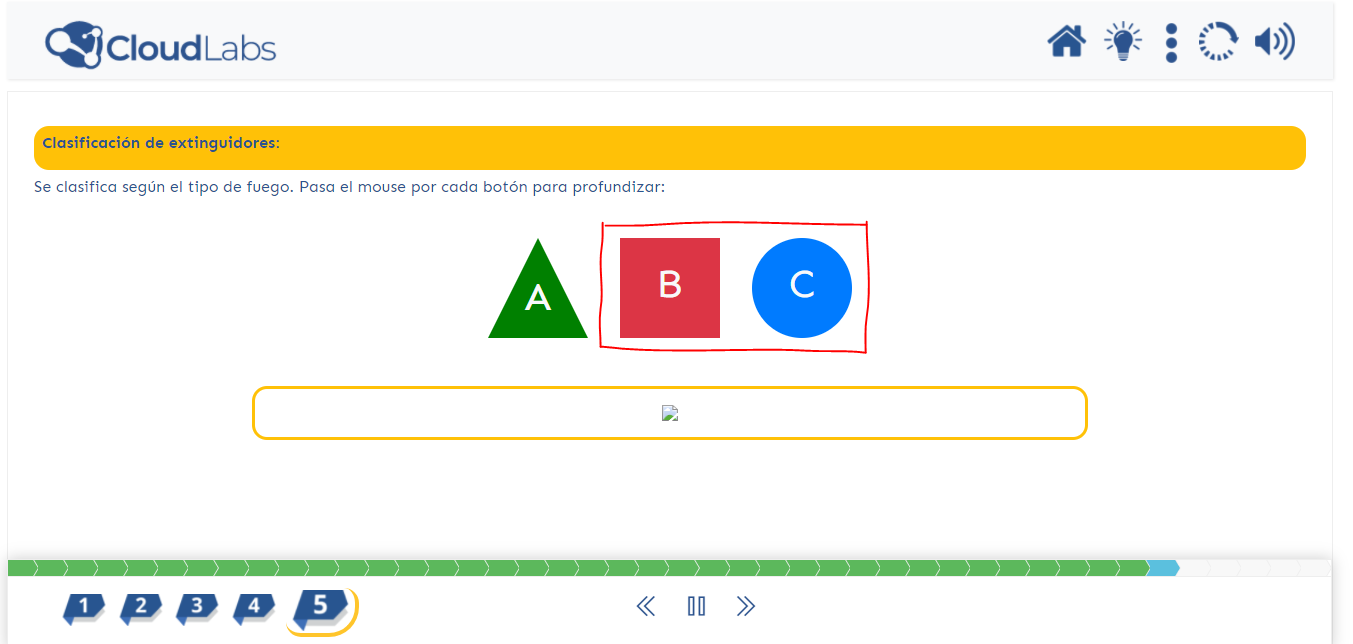 CloudLabs
Clasificación de extinguidores:
Se clasifica según el tipo de fuego. Pasa el mouse por cada botón para profundizar:
A B C
1 2 3 4 5